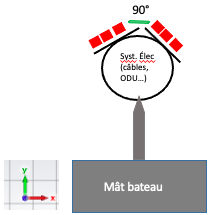 90°
Syst. Élec
(câbles,
ODU...)
y
x
Mât bateau